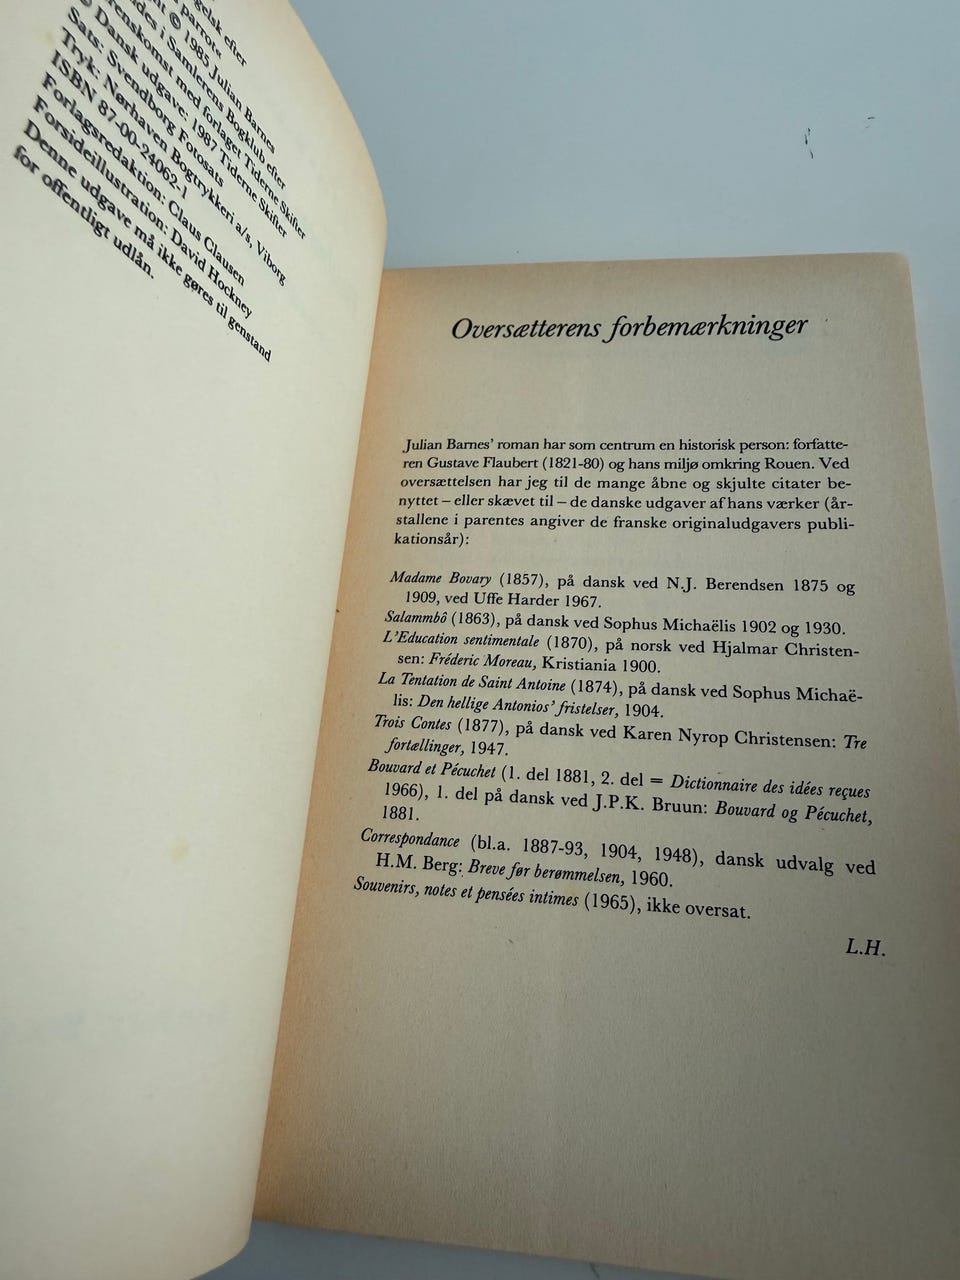 gelsk efter
parrot«
© 1985 Julian Barnes
des i Samlerens Bogklub efter
renskomst med forlaget Tiderne Skifter
Dansk udgave: 1987 Tiderne Skifter
Sats: Svendborg Fotosats
Tryk: Nørhaven Bogtrykkeri a/s, Viborg
ISBN 87-00-24062-1
Forlagsredaktion: Claus Clausen
Forsideillustration: David Hockney
Denne udgave må ikke gøres til genstand
for offentligt udlån.
Oversætterens forbemærkninger
Julian Barnes' roman har som centrum en historisk person: forfatte-
ren Gustave Flaubert (1821-80) og hans miljø omkring Rouen. Ved
oversættelsen har jeg til de mange åbne og skjulte citater be-
nyttet – eller skævet til – de danske udgaver af hans værker (år-
stallene i parentes angiver de franske originaludgavers publi-
kationsår):
Madame Bovary (1857), på dansk ved N.J. Berendsen 1875 og
1909, ved Uffe Harder 1967.
Salammbô (1863), på dansk ved Sophus Michaëlis 1902 og 1930.
L'Education sentimentale (1870), på norsk ved Hjalmar Christen-
sen: Fréderic Moreau, Kristiania 1900.
La Tentation de Saint Antoine (1874), på dansk ved Sophus Michaë-
lis: Den hellige Antonios' fristelser, 1904.
Trois Contes (1877), på dansk ved Karen Nyrop Christensen: Tre
fortællinger, 1947.
Bouvard et Pécuchet (1. del 1881, 2. del = Dictionnaire des idées reçues
1966), 1. del på dansk ved J.P.K. Bruun: Bouvard og Pécuchet,
1881.
Correspondance (bl.a. 1887-93, 1904, 1948), dansk udvalg ved
H.M. Berg: Breve før berømmelsen, 1960.
Souvenirs, notes et pensées intimes (1965), ikke oversat.
L.H.